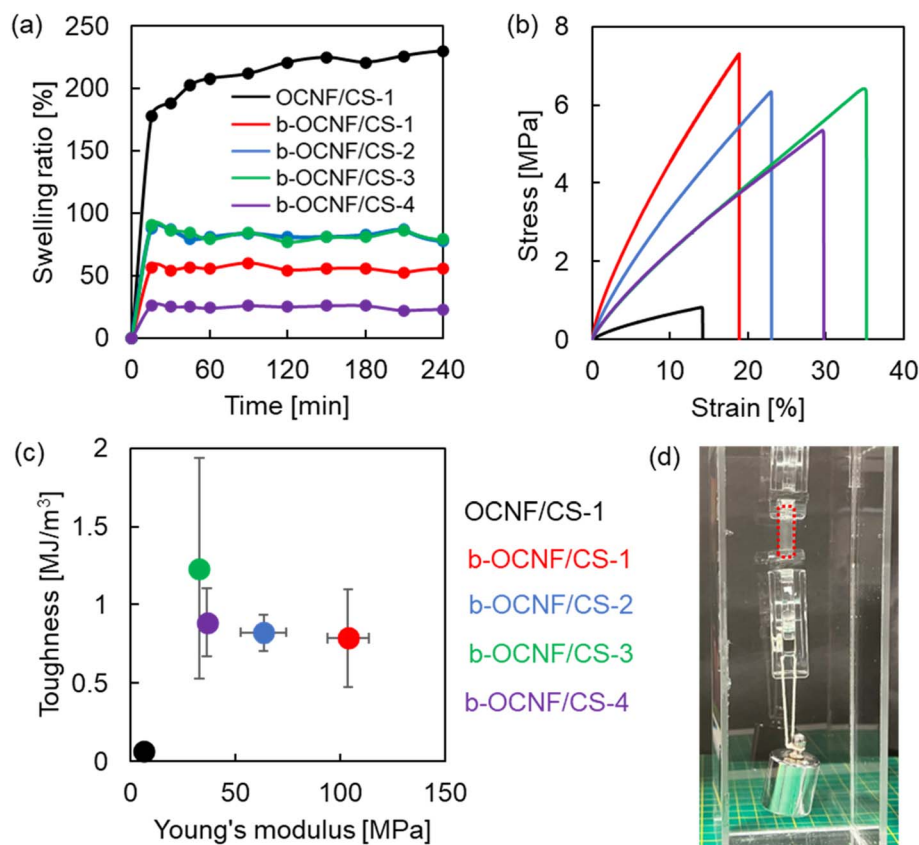 (a)
250
200
150
100
50
0
0 60 120 180 240
Swelling ratio [%]
Time [min]
OCNF/CS-1
b-OCNF/CS-1
b-OCNF/CS-2
b-OCNF/CS-3
b-OCNF/CS-4
(b)
8
6
4
2
0
0 10 20 30 40
Stress [MPa]
Strain [%]
(c)
2
1.5
1
0.5
0
0 50 100 150
Toughness [MJ/m³]
Young's modulus [MPa]
OCNF/CS-1
b-OCNF/CS-1
b-OCNF/CS-2
b-OCNF/CS-3
b-OCNF/CS-4
(d)